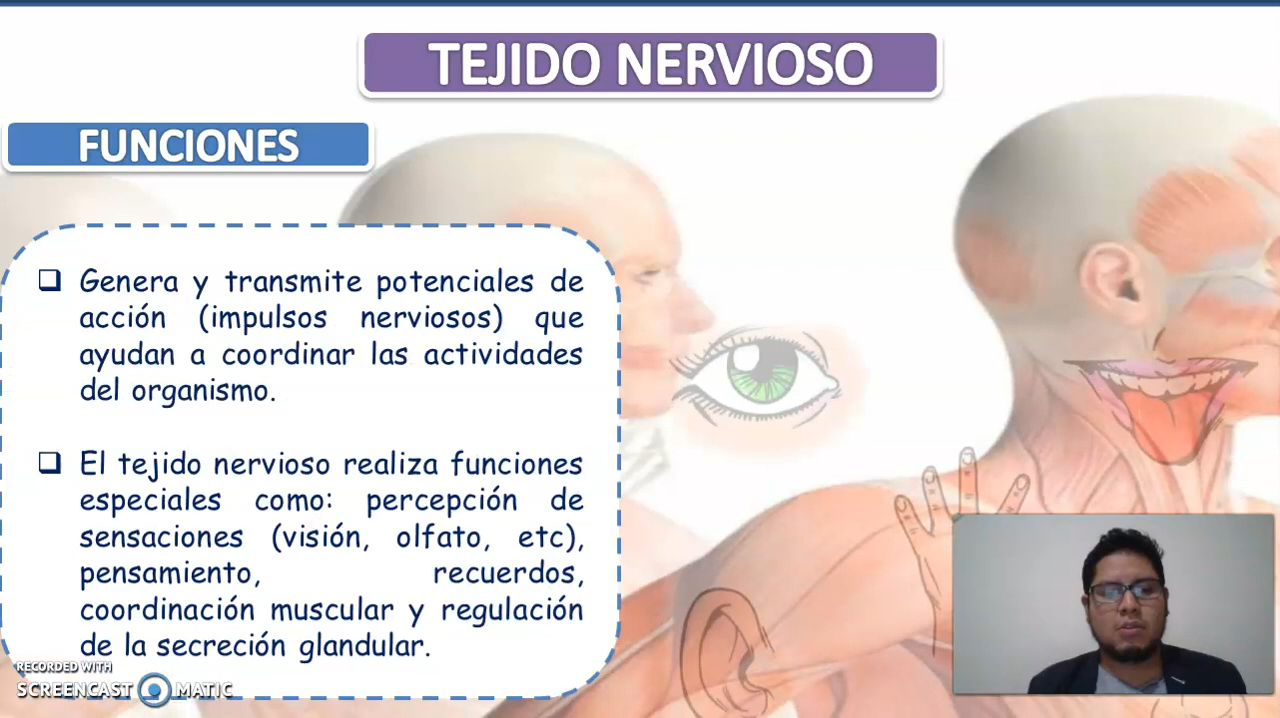 TEJIDO NERVIOSO
FUNCIONES
Genera y transmite potenciales de
acción (impulsos nerviosos) que
ayudan a coordinar las actividades
del organismo.
El tejido nervioso realiza funciones
especiales como: percepción de
sensaciones (visión, olfato, etc),
pensamiento, recuerdos,
coordinación muscular y regulación
de la secreción glandular.
RECORDED WITH
SCREENCAST MATIC